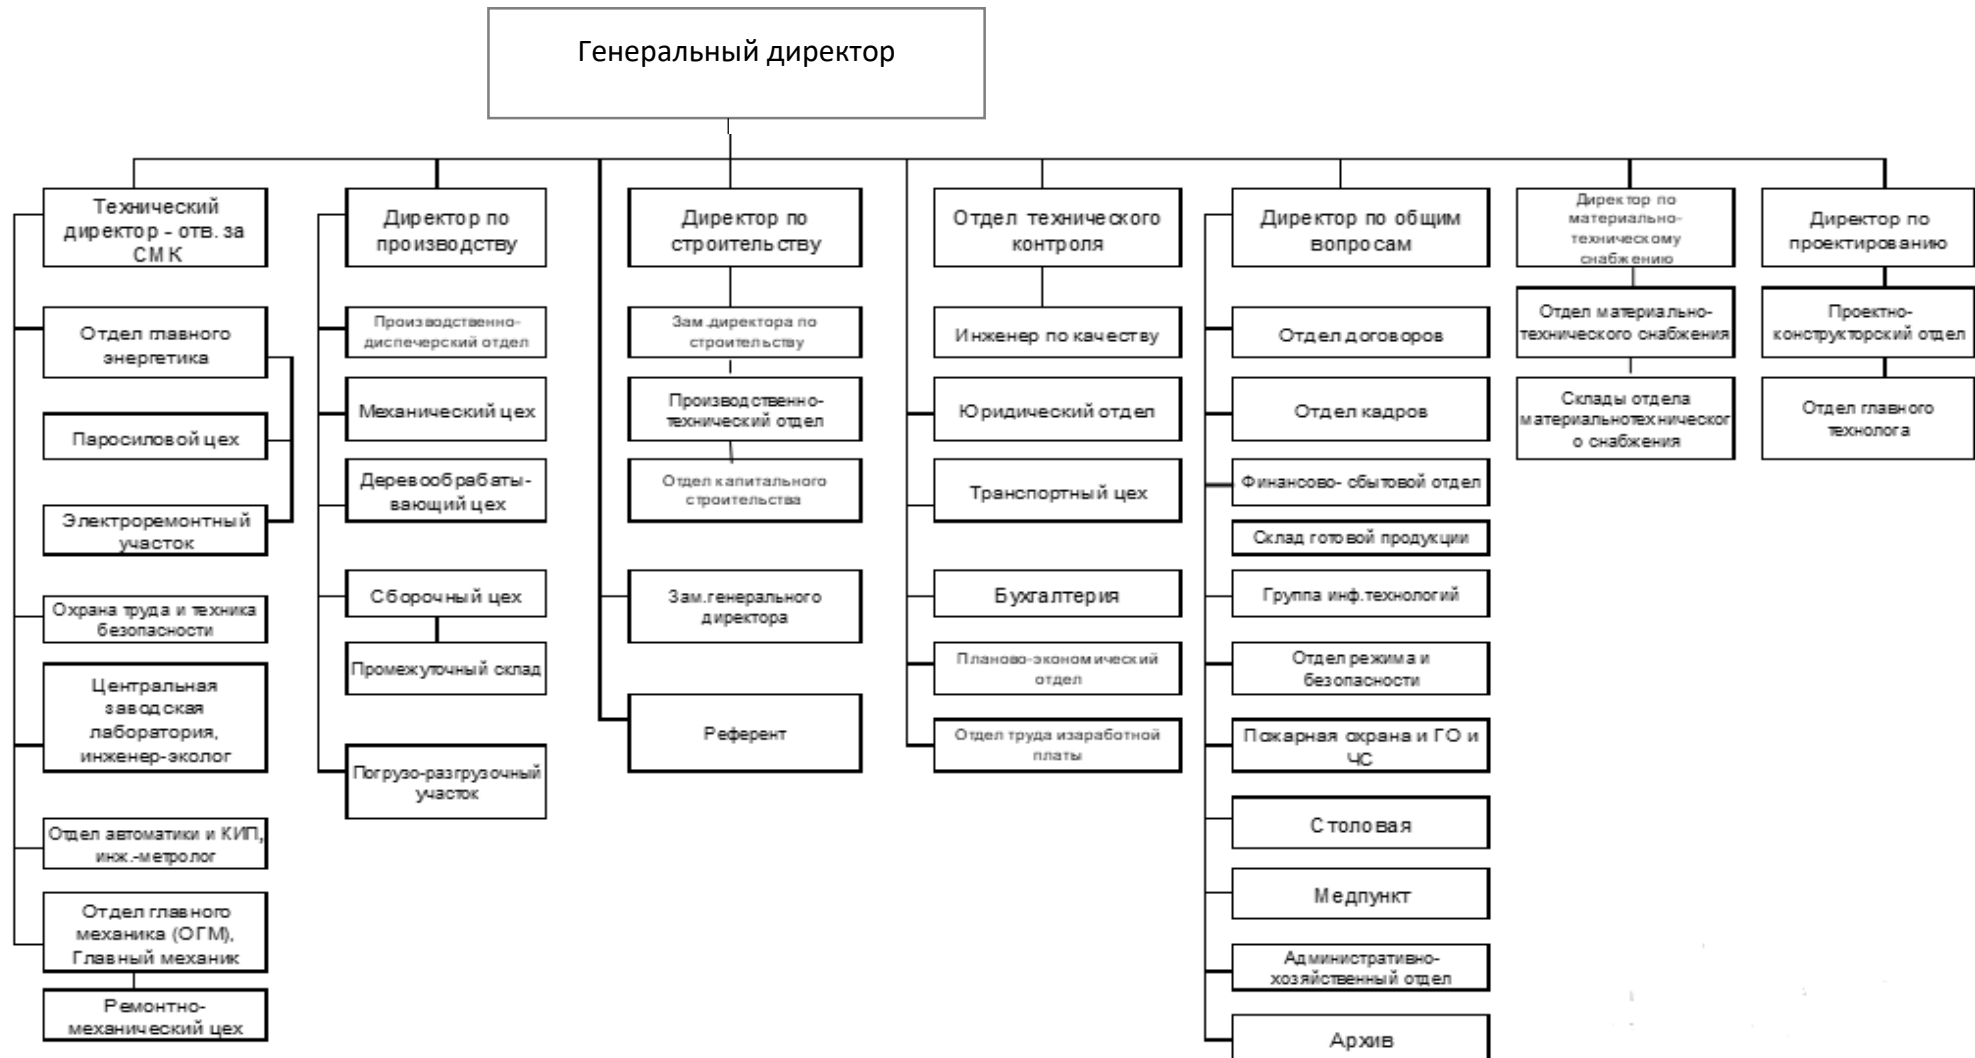 Генеральный директор
Технический
директор - отв. за
СМК
Отдел главного
энергетика
Паросиловой цех
Электроремонтный
участок
Охрана труда и техника
безопасности
Центральная
заводская
лаборатория,
инженер-эколог
Отдел автоматики и КИП,
инж.-метролог
Отдел главного
механика (ОГМ),
Главный механик
Ремонтно-
механический цех
Директор по
производству
Производственно-
диспечерский отдел
Механический цех
Деревообрабаты-
вающий цех
Сборочный цех
Промежуточный склад
Погрузо-разгрузочный
участок
Директор по
строительству
Зам.директора по
строительству
Производственно-
технический отдел
Отдел капитального
строительства
Зам.генерального
директора
Референт
Отдел технического
контроля
Инженер по качеству
Юридический отдел
Транспортный цех
Бухгалтерия
Планово-экономический
отдел
Отдел труда изаработной
платы
Директор по общим
вопросам
Отдел договоров
Отдел кадров
Финансово- сбытовой отдел
Склад готовой продукции
Группа инф.технологий
Отдел режима и
безопасности
Пожарная охрана и ГО и
ЧС
Столовая
Медпункт
Административно-
хозяйственный отдел
Архив
Директор по
материально-
техническому
снабжению
Отдел материально-
технического снабжения
Склады отдела
материальнотехническог
о снабжения
Директор по
проектированию
Проектно-
конструкторский отдел
Отдел главного
технолога